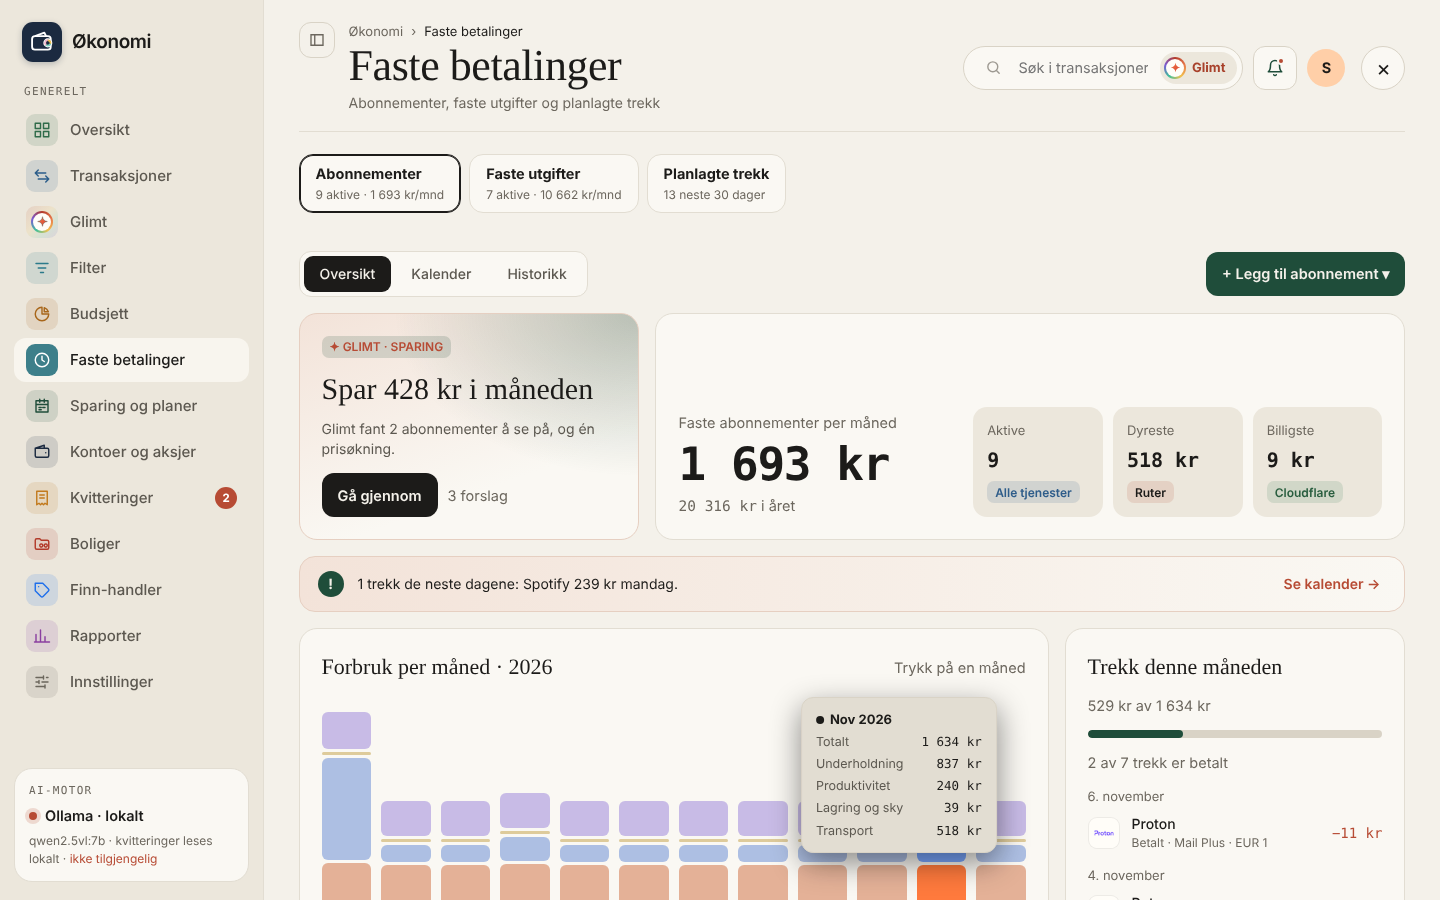 Økonomi
GENERELT
Oversikt
Transaksjoner
Glimt
Filter
Budsjett
Faste betalinger
Sparing og planer
Kontoer og aksjer
Kvitteringer 2
Boliger
Finn-handler
Rapporter
Innstillinger
AI-MOTOR
Ollama · lokalt
qwen2.5vl:7b · kvitteringer leses
lokalt · ikke tilgjengelig
Økonomi › Faste betalinger
Faste betalinger
Abonnementer, faste utgifter og planlagte trekk
Søk i transaksjoner
Glimt
S
Abonnementer
9 aktive · 1 693 kr/mnd
Faste utgifter
7 aktive · 10 662 kr/mnd
Planlagte trekk
13 neste 30 dager
Oversikt
Kalender
Historikk
+ Legg til abonnement ▾
✦ GLIMT · SPARING
Spar 428 kr i måneden
Glimt fant 2 abonnementer å se på, og én
prisøkning.
Gå gjennom
3 forslag
Faste abonnementer per måned
1 693 kr
20 316 kr i året
Aktive
9
Alle tjenester
Dyreste
518 kr
Ruter
Billigste
9 kr
Cloudflare
! 1 trekk de neste dagene: Spotify 239 kr mandag.
Se kalender →
Forbruk per måned · 2026
Trykk på en måned
Nov 2026
Totalt 1 634 kr
Underholdning 837 kr
Produktivitet 240 kr
Lagring og sky 39 kr
Transport 518 kr
Trekk denne måneden
529 kr av 1 634 kr
2 av 7 trekk er betalt
6. november
Proton
Proton
Betalt · Mail Plus · EUR 1
−11 kr
4. november